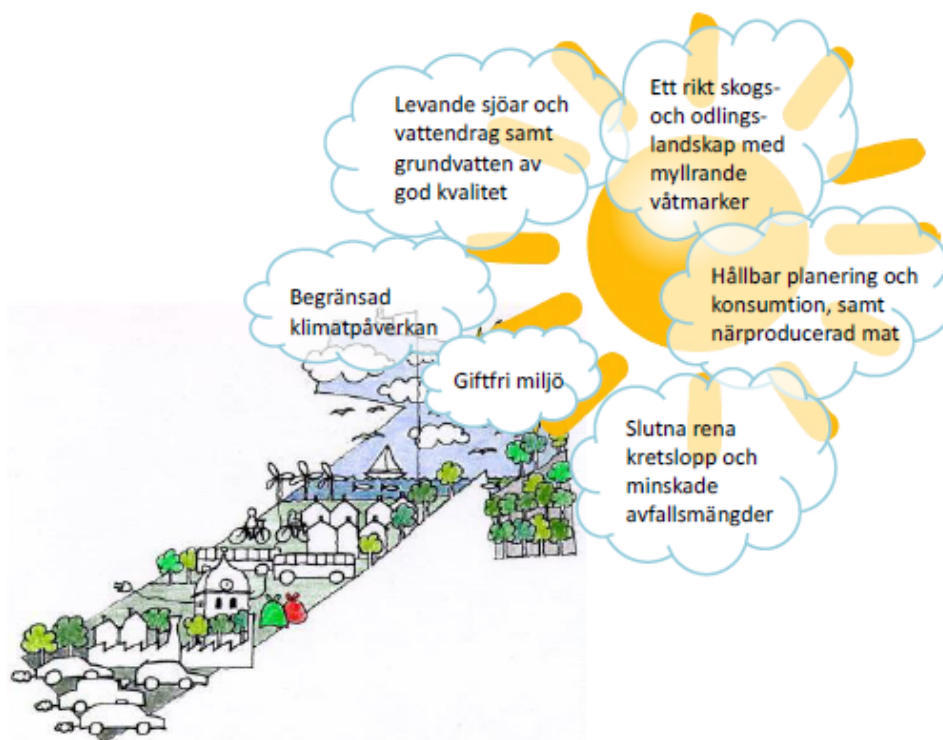 Levande sjöar och
vattendrag samt
grundvatten av
god kvalitet
Ett rikt skogs-
och odlings-
landskap med
myllrande
våtmarker
Begränsad
klimatpåverkan
Hållbar planering och
konsumtion, samt
närproducerad mat
Giftfri miljö
Slutna rena
kretslopp och
minskade
avfallsmängder